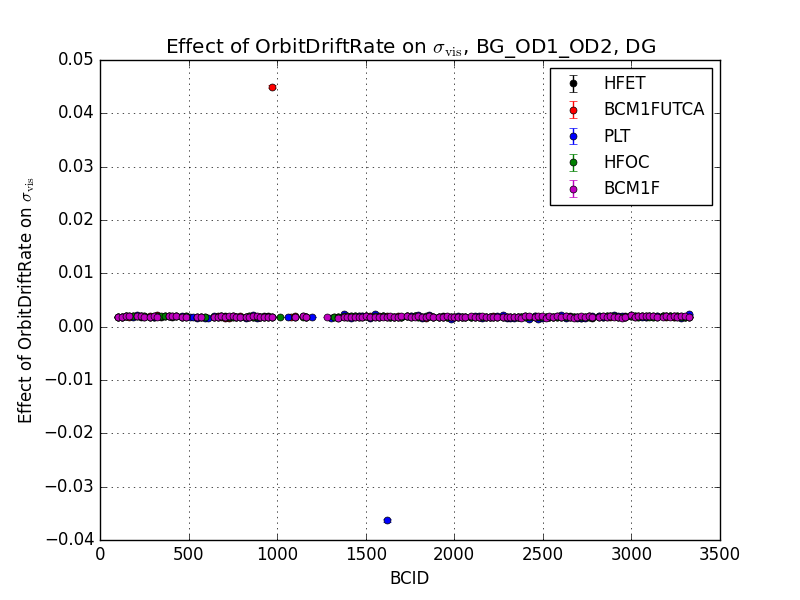 Effect of OrbitDriftRate on σvis, BG_OD1_OD2, DG
0.05
0.04
0.03
0.02
0.01
0.00
−0.01
−0.02
−0.03
−0.04
Effect of OrbitDriftRate on σvis
HFET
BCM1FUTCA
PLT
HFOC
BCM1F
0 500 1000 1500 2000 2500 3000 3500
BCID